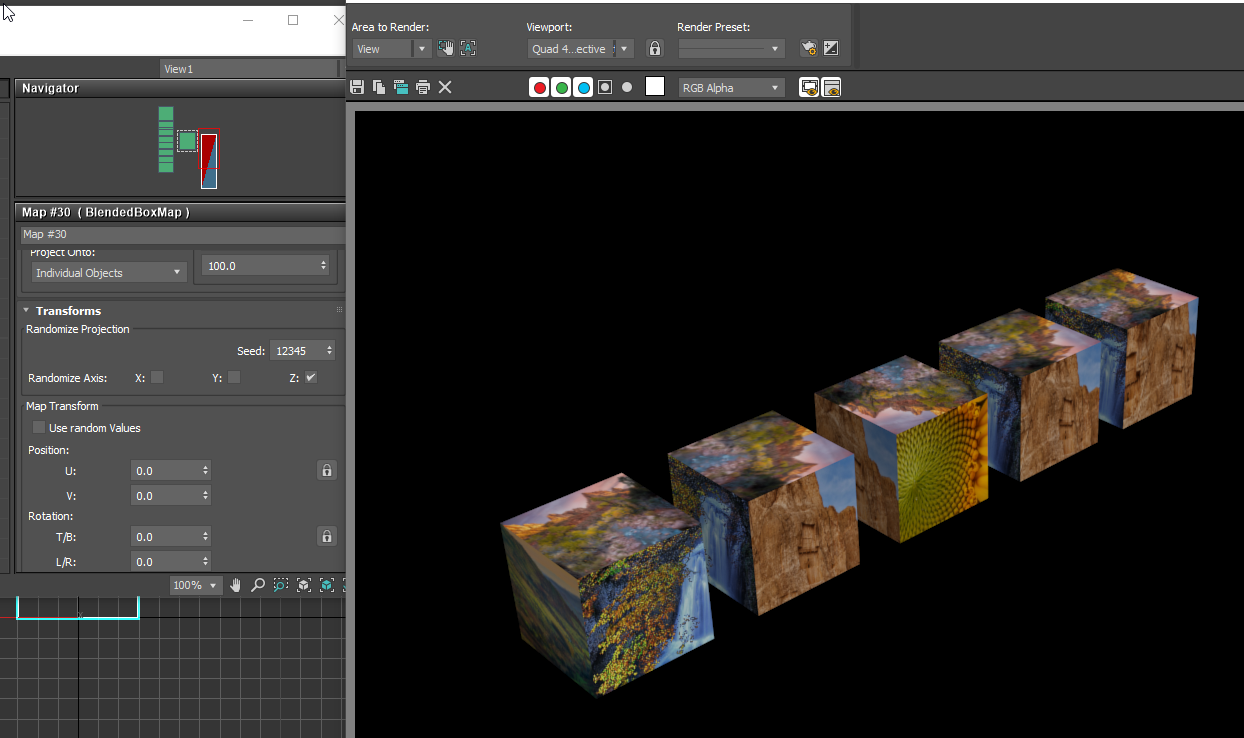 Area to Render:
Viewport:
Render Preset:
View
Quad 4...ective
RGB Alpha
View1
Navigator
Map #30 ( BlendedBoxMap )
Map #30
Project Onto:
Individual Objects
100.0
Transforms
Randomize Projection
Seed: 12345
Randomize Axis: X: Y: Z:
Map Transform
Use random Values
Position:
U: 0.0
V: 0.0
Rotation:
T/B: 0.0
L/R: 0.0
100%